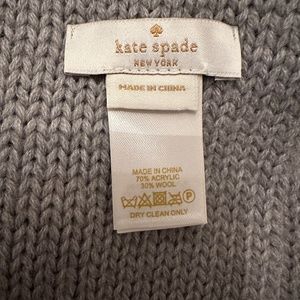 kate spade
NEW YORK
MADE IN CHINA
MADE IN CHINA
70% ACRYLIC
30% WOOL
P
DRY CLEAN ONLY